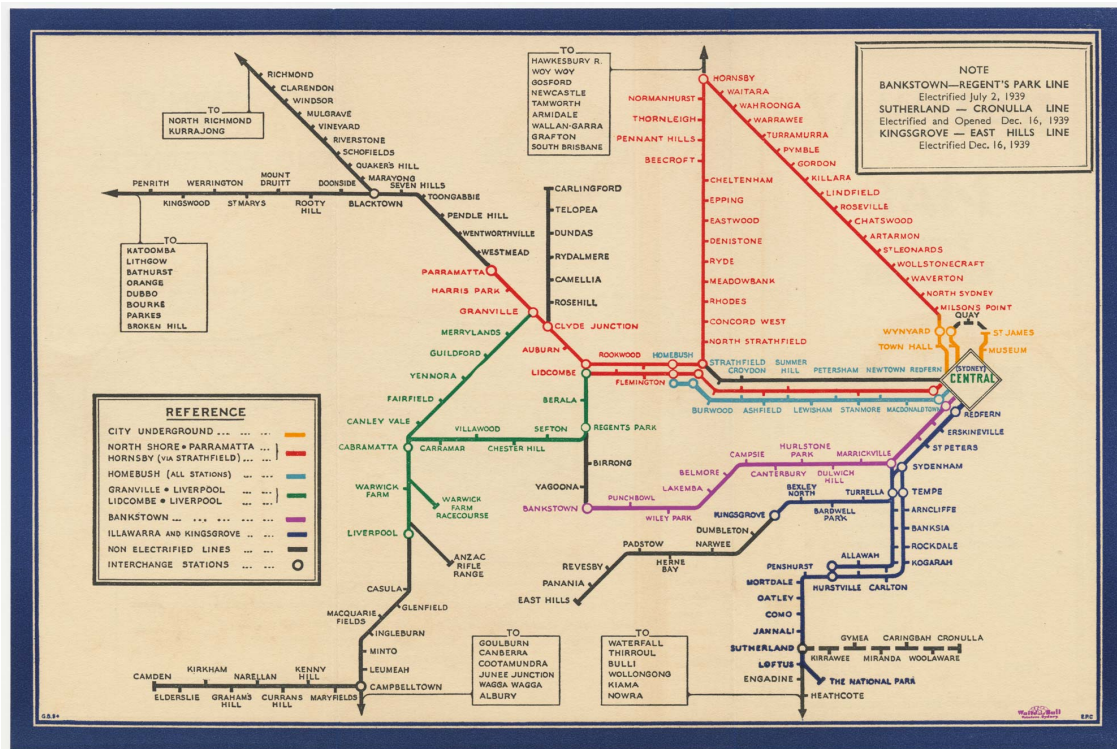 RICHMOND
CLARENDON
WINDSOR
MULGRAVE
VINEYARD
RIVERSTONE
SCHOFIELDS
QUAKER'S HILL
MARAYONG
TO
NORTH RICHMOND
KURRAJONG
PENRITH
WERRINGTON
MOUNT
DRUITT
DOONSIDE
SEVEN HILLS
KINGSWOOD
ST MARYS
ROOTY
HILL
BLACKTOWN
TOONGABBIE
PENDLE HILL
WENTWORTHVILLE
WESTMEAD
TO
KATOOMBA
LITHGOW
BATHURST
ORANGE
DUBBO
BOURKE
PARKES
BROKEN HILL
PARRAMATTA
HARRIS PARK
GRANVILLE
CARLINGFORD
TELOPEA
DUNDAS
RYDALMERE
CAMELLIA
ROSEHILL
CLYDE JUNCTION
AUBURN
TO
HAWKESBURY R.
WOY WOY
GOSFORD
NEWCASTLE
TAMWORTH
ARMIDALE
WALLAN-GARRA
GRAFTON
SOUTH BRISBANE
HORNSBY
NORMANHURST
THORNLEIGH
PENNANT HILLS
BEECROFT
CHELTENHAM
EPPING
EASTWOOD
DENISTONE
RYDE
MEADOWBANK
RHODES
CONCORD WEST
NORTH STRATHFIELD
WAITARA
WAHROONGA
WARRAWEE
TURRAMURRA
PYMBLE
GORDON
KILLARA
LINDFIELD
ROSEVILLE
CHATSWOOD
ARTARMON
ST LEONARDS
WOLLSTONECRAFT
WAVERTON
NORTH SYDNEY
MILSONS POINT
NOTE
BANKSTOWN—REGENT'S PARK LINE
Electrified July 2, 1939
SUTHERLAND — CRONULLA LINE
Electrified and Opened Dec. 16, 1939
KINGSGROVE — EAST HILLS LINE
Electrified Dec. 16, 1939
QUAY
WYNYARD
ST JAMES
TOWN HALL
MUSEUM
(SYDNEY)
CENTRAL
ROOKWOOD
HOMEBUSH
STRATHFIELD
CROYDON
SUMMER
HILL
PETERSHAM
NEWTOWN
REDFERN
LIDCOMBE
FLEMINGTON
BURWOOD
ASHFIELD
LEWISHAM
STANMORE
MACDONALDTOWN
REDFERN
ERSKINEVILLE
ST PETERS
SYDENHAM
MERRYLANDS
GUILDFORD
YENNORA
FAIRFIELD
CANLEY VALE
CABRAMATTA
CARRAMAR
VILLAWOOD
CHESTER HILL
SEFTON
REGENTS PARK
BERALA
BIRRONG
YAGOONA
BANKSTOWN
PUNCHBOWL
WILEY PARK
LAKEMBA
BELMORE
CAMPSIE
CANTERBURY
HURLSTONE
PARK
DULWICH
HILL
MARRICKVILLE
WARWICK
FARM
WARWICK
FARM
RACECOURSE
LIVERPOOL
ANZAC
RIFLE
RANGE
CASULA
GLENFIELD
MACQUARIE
FIELDS
INGLEBURN
MINTO
LEUMEAH
CAMPBELLTOWN
CAMDEN
KIRKHAM
NARELLAN
KENNY
HILL
ELDERSLIE
GRAHAM'S
HILL
CURRANS
HILL
MARYFIELDS
TO
GOULBURN
CANBERRA
COOTAMUNDRA
JUNEE JUNCTION
WAGGA WAGGA
ALBURY
TO
WATERFALL
THIRROUL
BULLI
WOLLONGONG
KIAMA
NOWRA
TEMPE
ARNCLIFFE
BANKSIA
ROCKDALE
KOGARAH
TURRELLA
BARDWELL
PARK
BEXLEY
NORTH
KINGSGROVE
DUMBLETON
NARWEE
HERNE
BAY
PADSTOW
REVESBY
PANANIA
EAST HILLS
ALLAWAH
CARLTON
HURSTVILLE
PENSHURST
MORTDALE
OATLEY
COMO
JANNALI
SUTHERLAND
LOFTUS
ENGADINE
HEATHCOTE
THE NATIONAL PARK
KIRRAWEE
GYMEA
MIRANDA
CARINGBAH
WOOLAWARE
CRONULLA
REFERENCE
CITY UNDERGROUND ... ... ...
NORTH SHORE • PARRAMATTA ...
HORNSBY (VIA STRATHFIELD) ... ...
HOMEBUSH (ALL STATIONS) ... ...
GRANVILLE • LIVERPOOL ... ...
LIDCOMBE • LIVERPOOL ... ...
BANKSTOWN ... ... ... ...
ILLAWARRA AND KINGSGROVE ... ...
NON ELECTRIFIED LINES ... ...
INTERCHANGE STATIONS ... ...